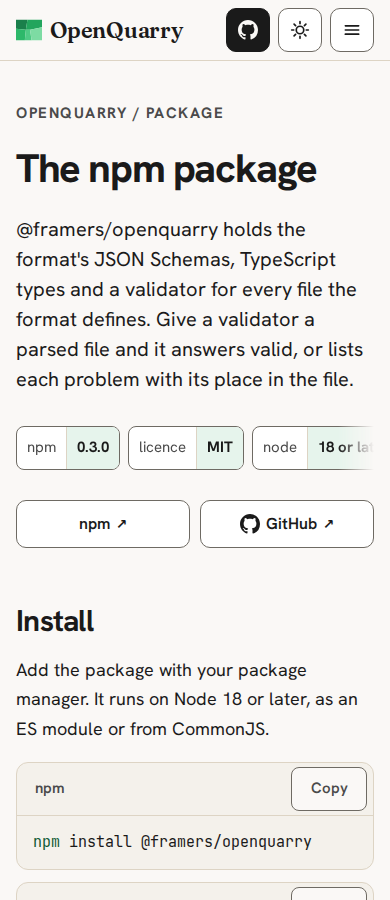 OpenQuarry
OPENQUARRY / PACKAGE
The npm package
@framers/openquarry holds the
format's JSON Schemas, TypeScript
types and a validator for every file the
format defines. Give a validator a
parsed file and it answers valid, or lists
each problem with its place in the file.
npm 0.3.0 licence MIT node 18 or
npm ↗ GitHub ↗
Install
Add the package with your package
manager. It runs on Node 18 or later, as an
ES module or from CommonJS.
npm Copy
npm install @framers/openquarry